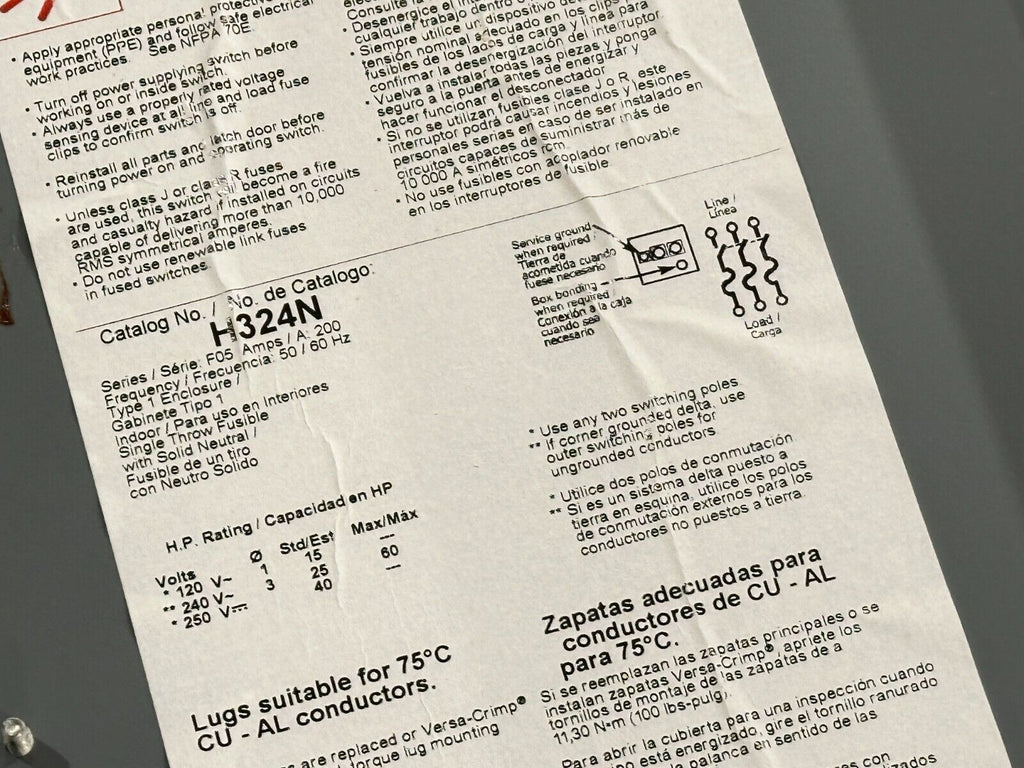 • Apply appropriate personal protective
equipment (PPE) and follow safe electrical
work practices. See NFPA 70E.
• Turn off power supplying switch before
working on or inside switch.
• Always use a properly rated voltage
sensing device at all line and load fuse
clips to confirm switch is off.
• Reinstall all parts and latch door before
turning power on and operating switch.
• Unless class J or class R fuses
are used, this switch will become a fire
and casualty hazard if installed on circuits
capable of delivering more than 10,000
RMS symmetrical amperes.
• Do not use renewable link fuses
in fused switches.
Consulte la
• Desenergice el
cualquier trabajo dentro
• Siempre utilice un dispositivo de
tensión nominal adecuado en los clips
fusibles de los lados de carga y línea para
confirmar la desenergización del interruptor.
• Vuelva a instalar todas las piezas y ponga
seguro a la puerta antes de energizar y
hacer funcionar el desconectador.
• Si no se utilizan fusibles clase J o R, este
interruptor podrá causar incendios y lesiones
personales serias en caso de ser instalado en
circuitos capaces de suministrar más de
10 000 A simétricos rcm.
• No use fusibles con acoplador renovable
en los interruptores de fusible.
Catalog No. / No. de Catalogo:
H324N
Series / Série: F05 Amps / A: 200
Frequency / Frecuencia: 50 / 60 Hz
Type 1 Enclosure /
Gabinete Tipo 1
Indoor / Para uso en Interiores
Single Throw Fusible
with Solid Neutral /
Fusible de un tiro
con Neutro Solido
Service ground
when required /
Tierra de
acometida cuando
fuese necesario
Box bonding
when required /
Conexión a la caja
cuando sea
necesario
Line /
Línea
Load /
Carga
H.P. Rating / Capacidad en HP
Volts Ø Std/Est Max/Máx
* 120 V~ 1 15 ---
** 240 V~ 3 25 60
* 250 V⎓ 40 ---
* Use any two switching poles
** If corner grounded delta, use
outer switching poles for
ungrounded conductors
* Utilice dos polos de conmutación
** Si es un sistema delta puesto a
tierra en esquina, utilice los polos
de conmutación externos para los
conductores no puestos a tierra.
Lugs suitable for 75°C
CU - AL conductors.
are replaced or Versa-Crimp®
torque lug mounting
Zapatas adecuadas para
conductores de CU - AL
para 75°C.
Si se reemplazan las zapatas principales o se
instalan zapatas Versa-Crimp®, apriete los
tornillos de montaje de las zapatas de a
11,30 N•m (100 lbs-pulg).
Para abrir la cubierta para una inspección cuando
está energizado, gire el tornillo ranurado
palanca en sentido de las